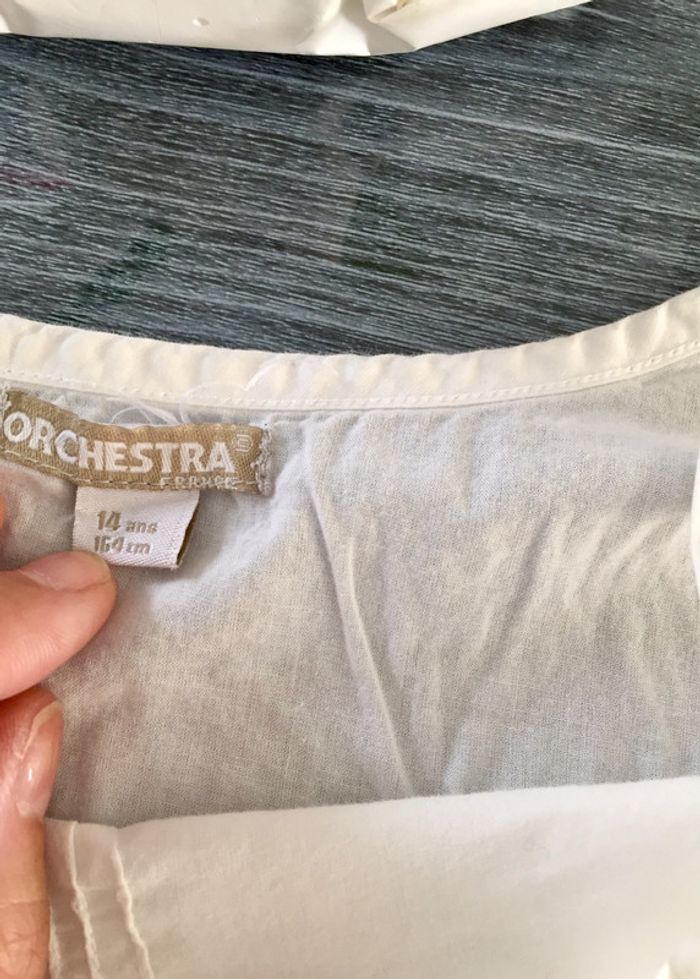 ORCHESTRA
FRANCE
14 ans
164 cm